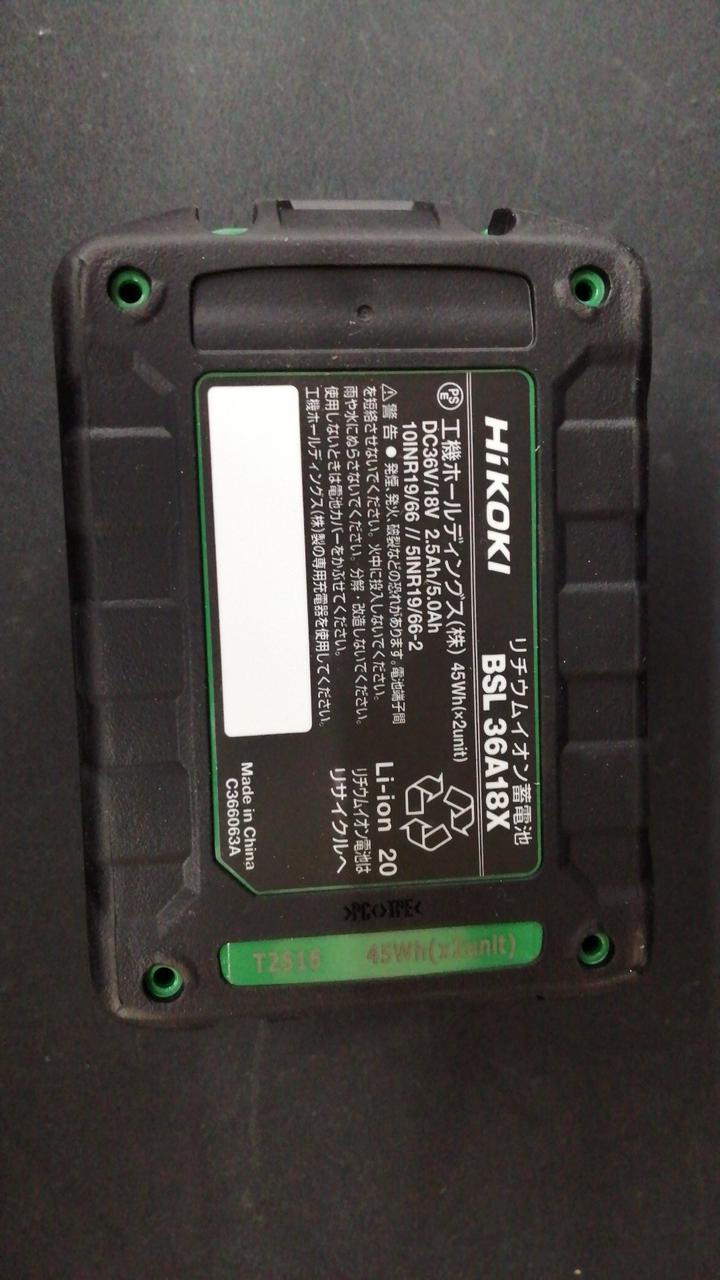 HiKOKI
リチウムイオン蓄電池
BSL 36A18X
PS
E
工機ホールディングス(株) 45Wh(×2unit)
DC36V/18V 2.5Ah/5.0Ah
10INR19/66 // 5INR19/66-2
⚠警告 ● 発煙、発火、破裂などの恐れがあります。電池端子間
を短絡させないでください。火中に投入しないでください。
雨や水にぬらさないでください。分解・改造しないでください。
使用しないときは電池カバーをかぶせてください。
工機ホールディングス(株)製の専用充電器を使用してください。
Li-ion 20
リチウムイオン電池は
リサイクルへ
Made in China
C366063A
>PC<>TPE<
45Wh(x2unit)